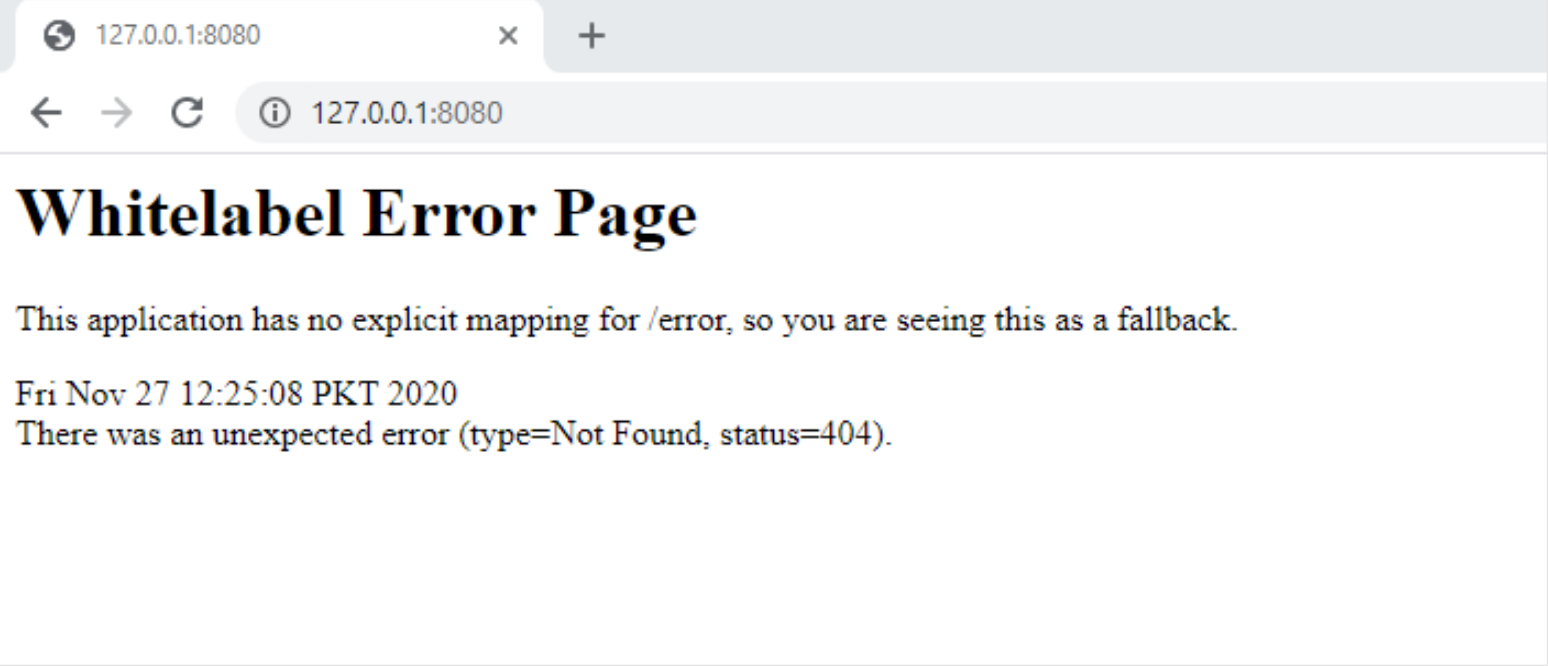 127.0.0.1:8080
127.0.0.1:8080
Whitelabel Error Page
This application has no explicit mapping for /error, so you are seeing this as a fallback.
Fri Nov 27 12:25:08 PKT 2020
There was an unexpected error (type=Not Found, status=404).